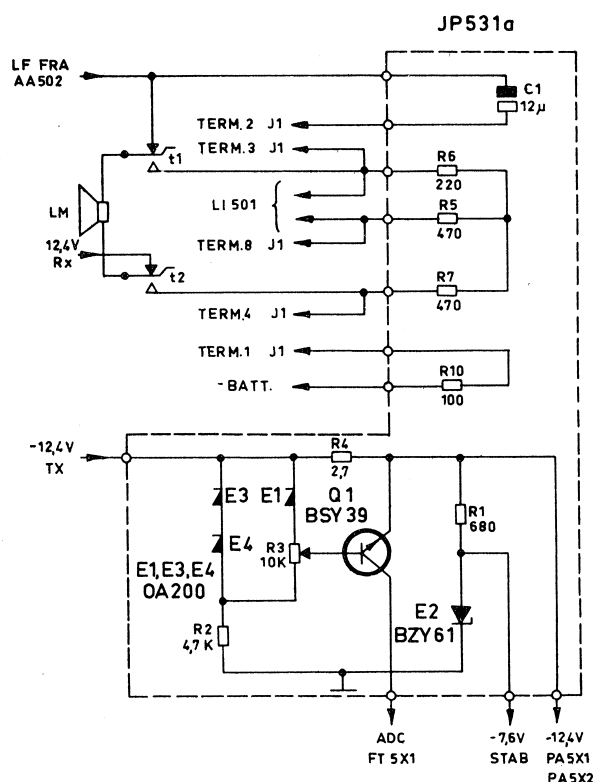 JP531a
LF FRA
AA502
C1
12µ
TERM.2 J1
TERM.3 J1
t1
R6
220
LI 501
LM
R5
470
12,4V
Rx
TERM.8 J1
t2
R7
470
TERM.4 J1
TERM.1 J1
R10
100
-BATT.
-12,4V
TX
R4
2,7
E3
E1
Q1
BSY39
R1
680
E4
R3
10K
E1,E3,E4
OA200
E2
BZY61
R2
4,7 K
ADC
FT 5X1
-7,6V
STAB
-12,4V
PA5X1
PA5X2